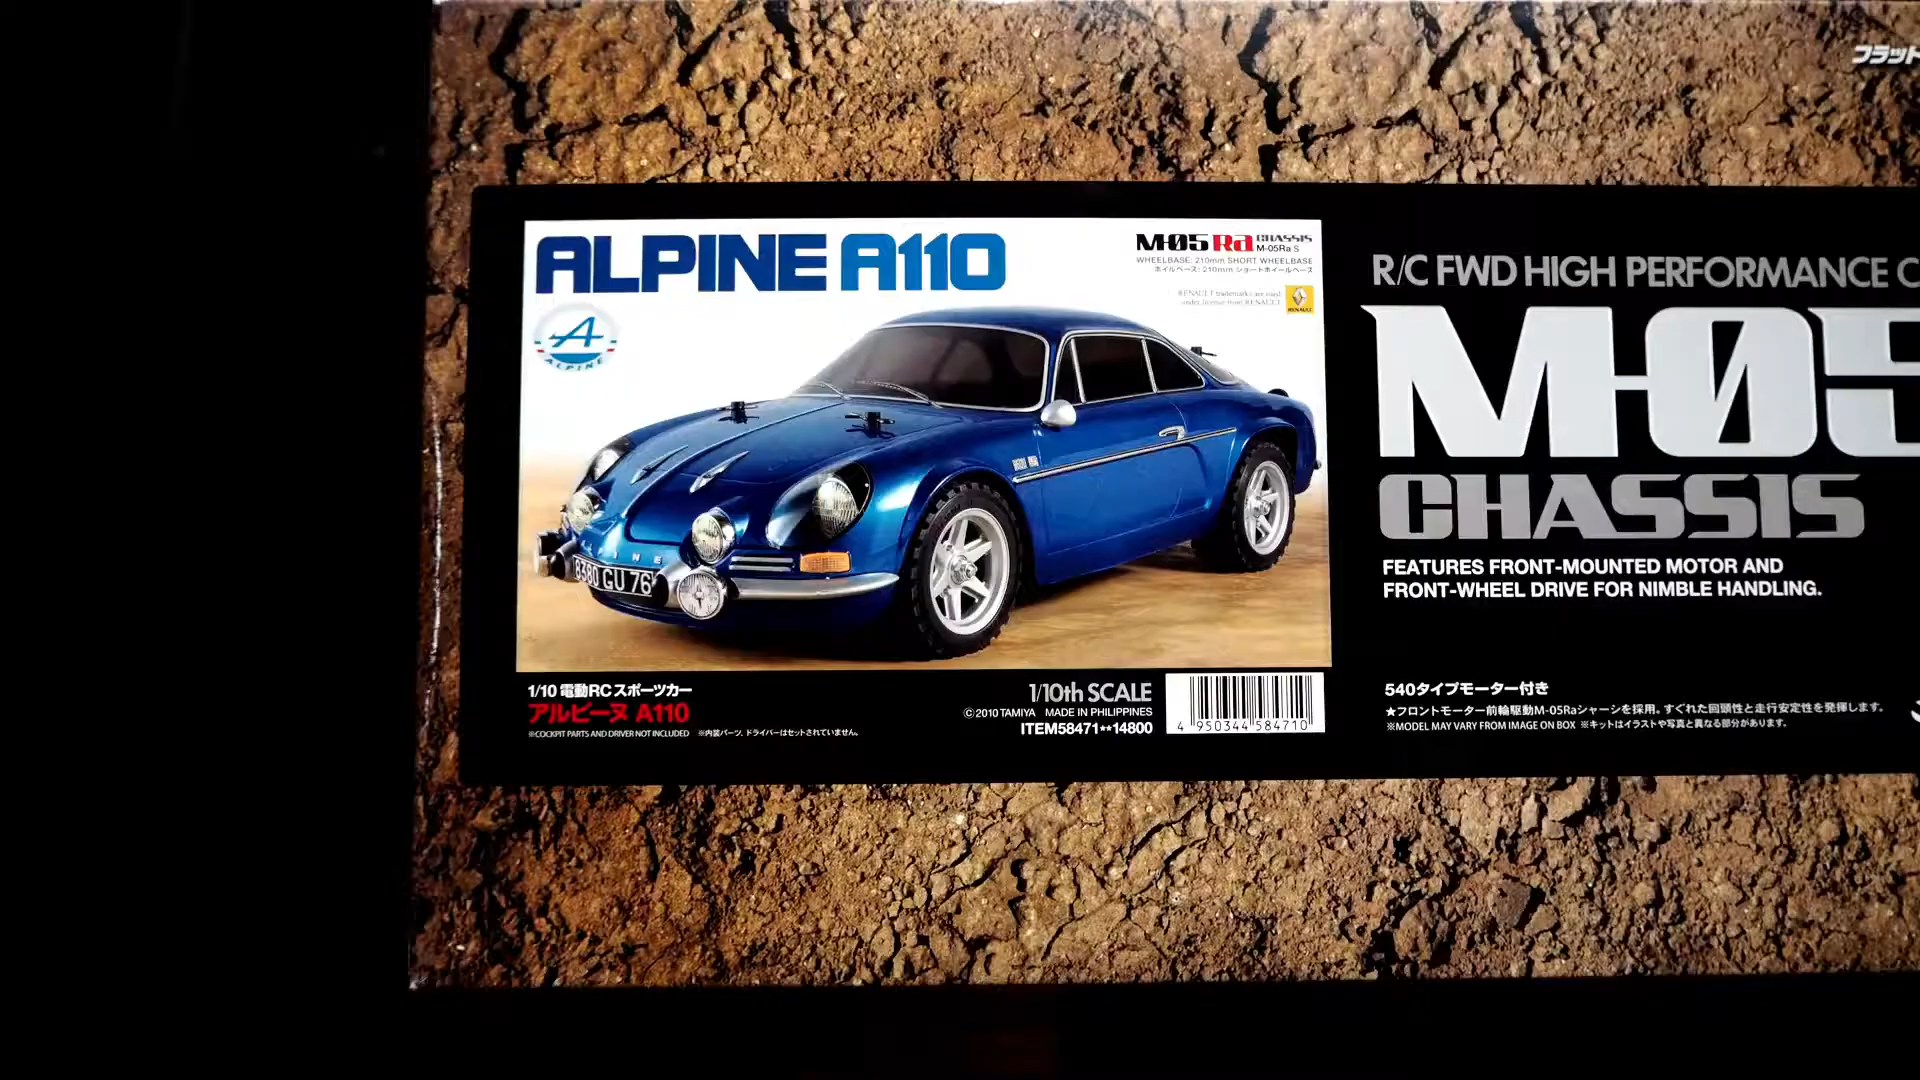 フラット
ALPINE A110
M-05 Ra CHASSIS
M-05Ra S
WHEELBASE: 210mm SHORT WHEELBASE
ホイルベース: 210mm ショートホイールベース
RENAULT trademarks are used
under license from RENAULT
RENAULT
A
ALPINE
8380 GU 76
R/C FWD HIGH PERFORMANCE C
M-05
CHASSIS
FEATURES FRONT-MOUNTED MOTOR AND
FRONT-WHEEL DRIVE FOR NIMBLE HANDLING.
1/10 電動RCスポーツカー
アルピーヌ A110
※COCKPIT PARTS AND DRIVER NOT INCLUDED ※内装パーツ、ドライバーはセットされていません。
1/10th SCALE
©2010 TAMIYA MADE IN PHILIPPINES
ITEM58471**14800
4 950344 584710
540タイプモーター付き
★フロントモーター前輪駆動M-05Raシャーシを採用。すぐれた回頭性と走行安定性を発揮します。
※MODEL MAY VARY FROM IMAGE ON BOX ※キットはイラストや写真と異なる部分があります。